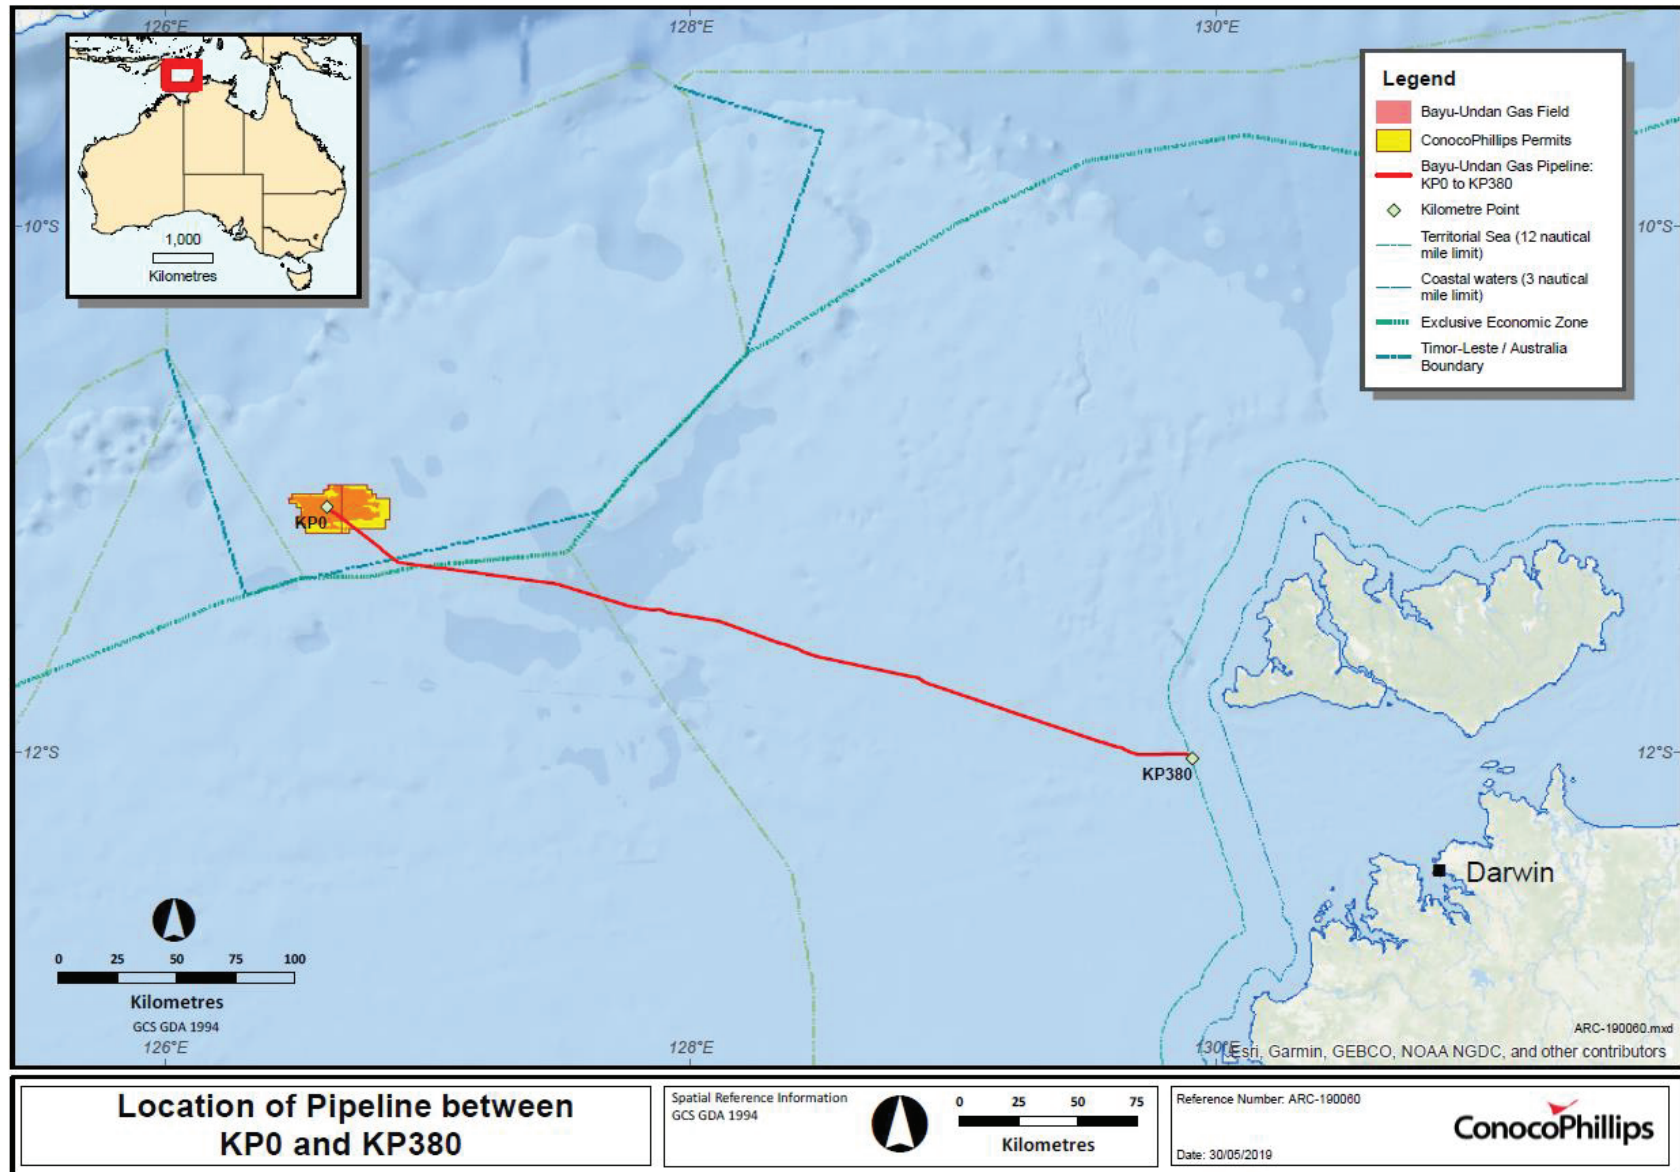 126°E
128°E
130°E
10°S
10°S
12°S
12°S
1,000
Kilometres
Legend
Bayu-Undan Gas Field
ConocoPhillips Permits
Bayu-Undan Gas Pipeline:
KP0 to KP380
Kilometre Point
Territorial Sea (12 nautical
mile limit)
Coastal waters (3 nautical
mile limit)
Exclusive Economic Zone
Timor-Leste / Australia
Boundary
KP0
KP380
Darwin
0 25 50 75 100
Kilometres
GCS GDA 1994
126°E
128°E
130°E
ARC-190060.mxd
Esri, Garmin, GEBCO, NOAA NGDC, and other contributors
Location of Pipeline between
KP0 and KP380
Spatial Reference Information
GCS GDA 1994
0 25 50 75
Kilometres
Reference Number: ARC-190060
Date: 30/05/2019
ConocoPhillips